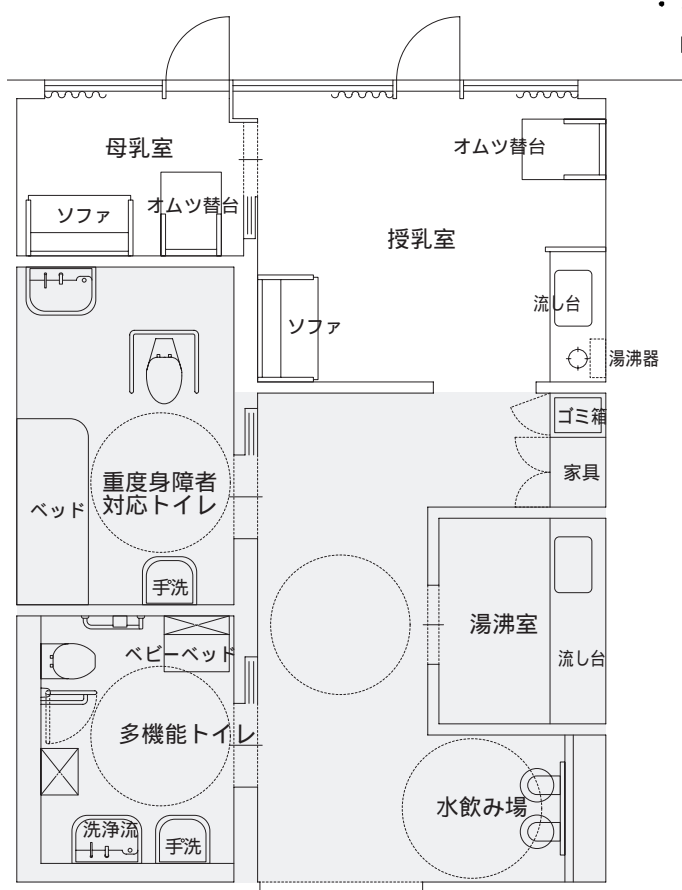 母乳室
オムツ替台
オムツ替台
ソファ
授乳室
流し台
ソファ
湯沸器
ゴミ箱
家具
重度身障者
対応トイレ
ベッド
手洗
湯沸室
流し台
ベビーベッド
多機能トイレ
水飲み場
洗浄流
手洗